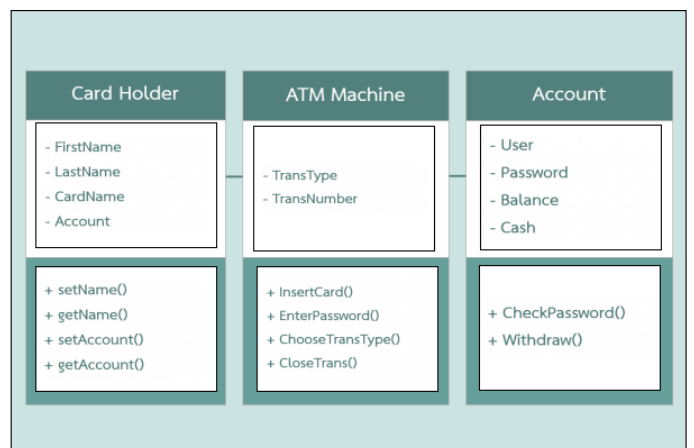 Card Holder
- FirstName
- LastName
- CardName
- Account
+ setName()
+ getName()
+ setAccount()
+ getAccount()
ATM Machine
- TransType
- TransNumber
+ InsertCard()
+ EnterPassword()
+ ChooseTransType()
+ CloseTrans()
Account
- User
- Password
- Balance
- Cash
+ CheckPassword()
+ Withdraw()